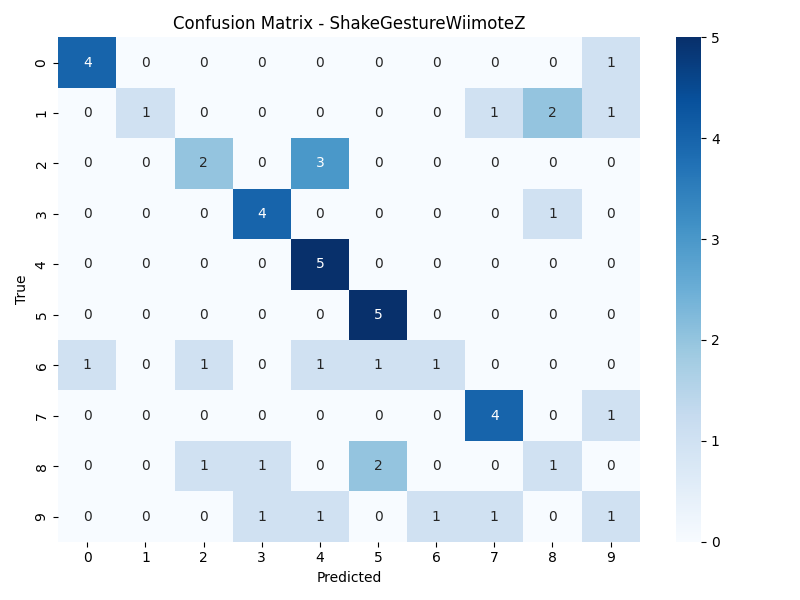 Confusion Matrix - ShakeGestureWiimoteZ
0 4 0 0 0 0 0 0 0 0 1
1 0 1 0 0 0 0 0 1 2 1
2 0 0 2 0 3 0 0 0 0 0
3 0 0 0 4 0 0 0 0 1 0
4 0 0 0 0 5 0 0 0 0 0
5 0 0 0 0 0 5 0 0 0 0
6 1 0 1 0 1 1 1 0 0 0
7 0 0 0 0 0 0 0 4 0 1
8 0 0 1 1 0 2 0 0 1 0
9 0 0 0 1 1 0 1 1 0 1
0 1 2 3 4 5 6 7 8 9
Predicted
True
5
4
3
2
1
0